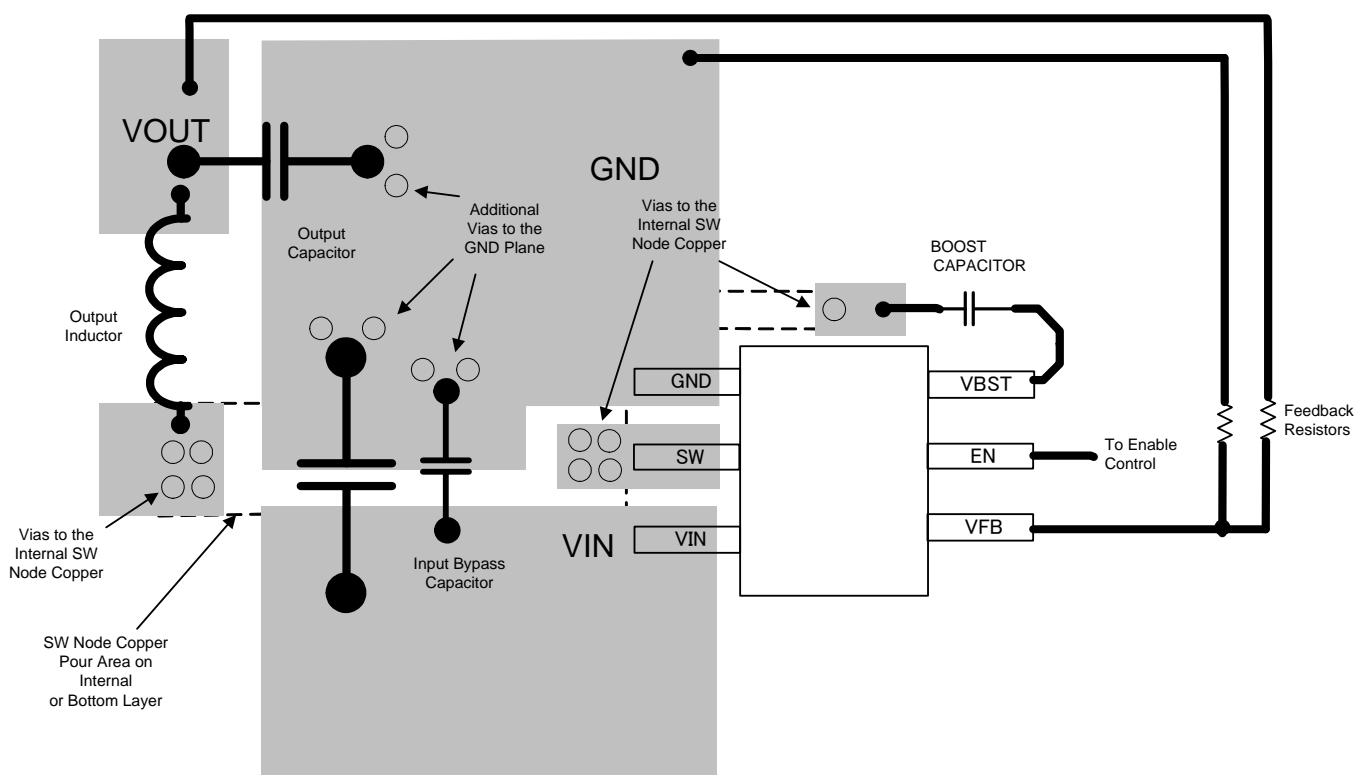 VOUT
GND
Output
Capacitor
Additional
Vias to the
GND Plane
Vias to the
Internal SW
Node Copper
BOOST
CAPACITOR
Output
Inductor
GND
VBST
SW
EN
To Enable
Control
Feedback
Resistors
VIN
VIN
VFB
Input Bypass
Capacitor
Vias to the
Internal SW
Node Copper
SW Node Copper
Pour Area on
Internal
or Bottom Layer